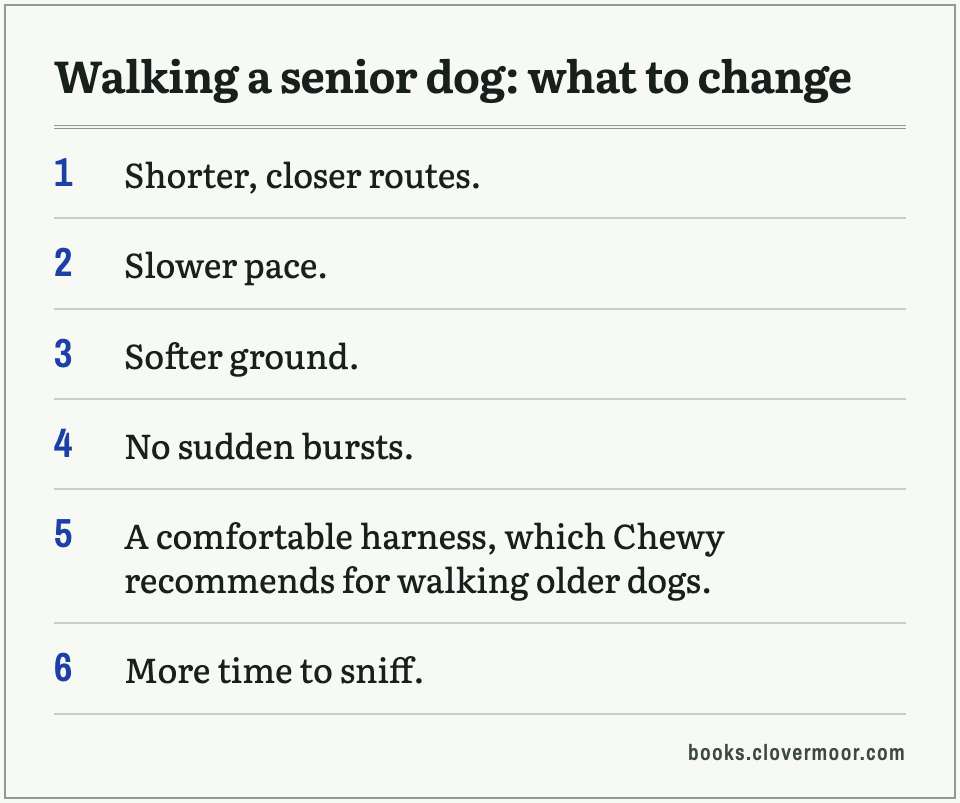 Walking a senior dog: what to change
1 Shorter, closer routes.
2 Slower pace.
3 Softer ground.
4 No sudden bursts.
5 A comfortable harness, which Chewy
recommends for walking older dogs.
6 More time to sniff.
books.clovermoor.com